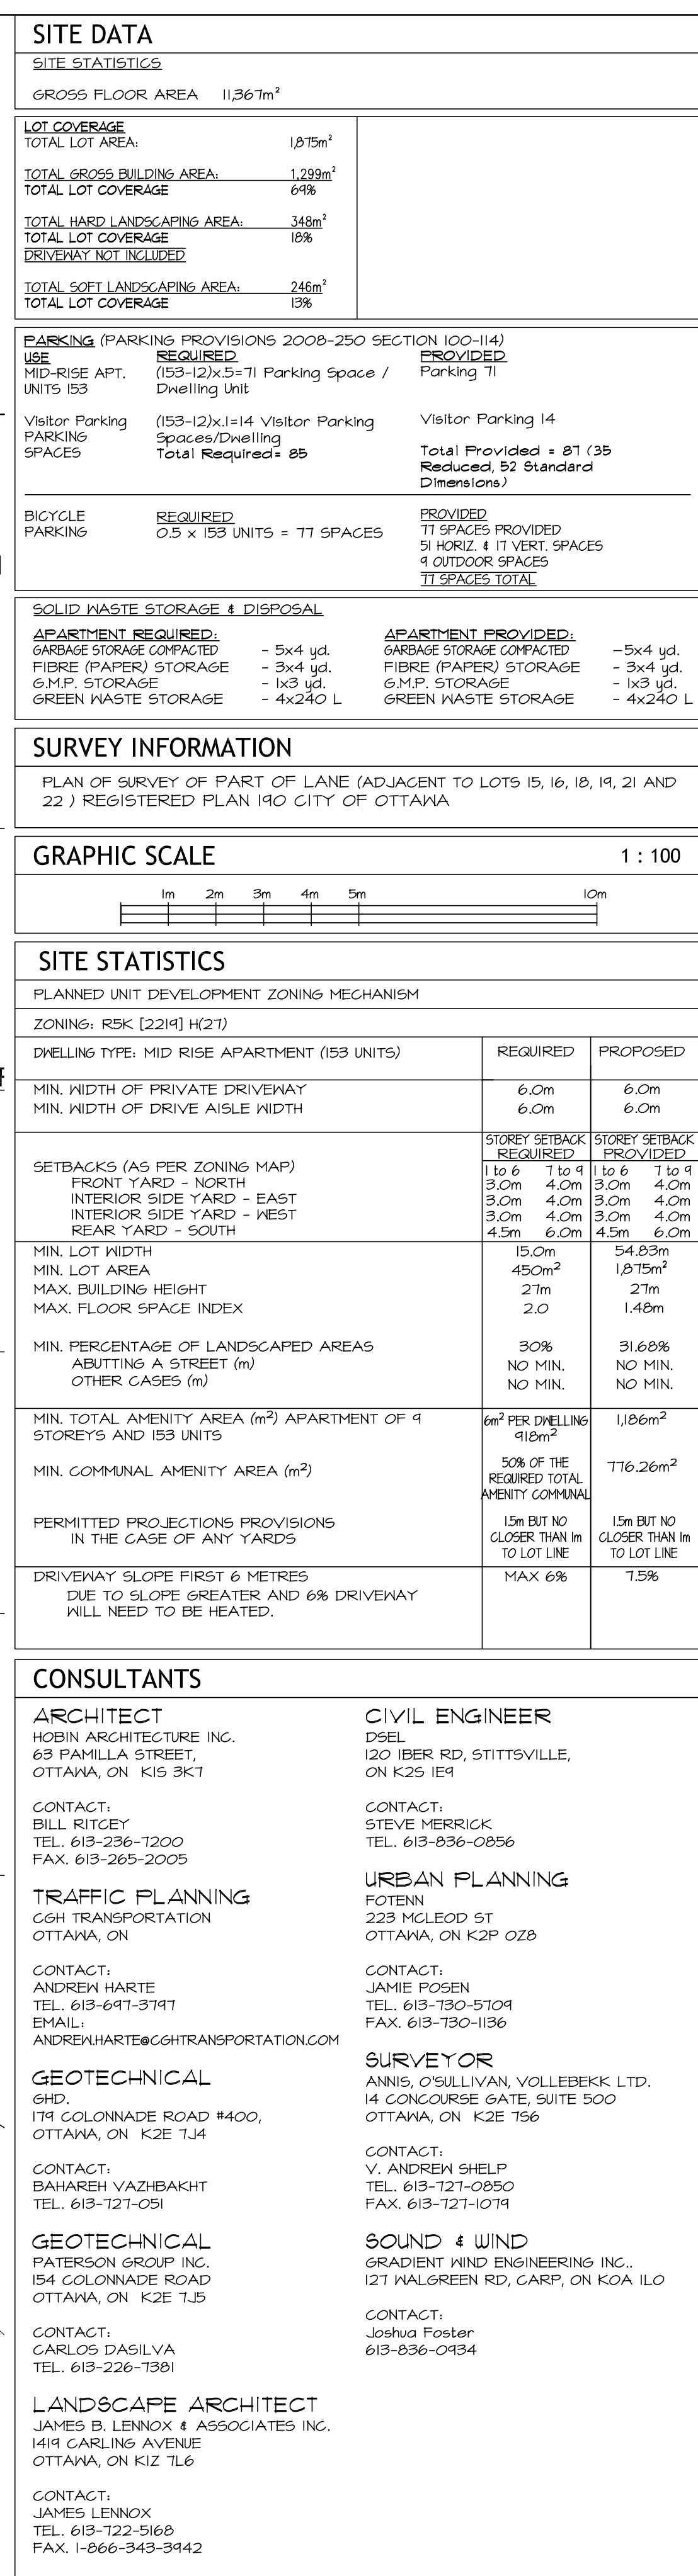 SITE DATA
SITE STATISTICS
GROSS FLOOR AREA 11,367m²
LOT COVERAGE
TOTAL LOT AREA: 1,875m²
TOTAL GROSS BUILDING AREA: 1,299m²
TOTAL LOT COVERAGE 69%
TOTAL HARD LANDSCAPING AREA: 348m²
TOTAL LOT COVERAGE 18%
DRIVEWAY NOT INCLUDED
TOTAL SOFT LANDSCAPING AREA: 246m²
TOTAL LOT COVERAGE 13%
PARKING (PARKING PROVISIONS 2008-250 SECTION 100-114)
USE REQUIRED PROVIDED
MID-RISE APT. (153-12)x.5=71 Parking Space / Parking 71
UNITS 153 Dwelling Unit
Visitor Parking (153-12)x.1=14 Visitor Parking Visitor Parking 14
PARKING Spaces/Dwelling
SPACES Total Required= 85 Total Provided = 87 (35
Reduced, 52 Standard
Dimensions)
BICYCLE REQUIRED PROVIDED
PARKING 0.5 x 153 UNITS = 77 SPACES 77 SPACES PROVIDED
51 HORIZ. & 17 VERT. SPACES
9 OUTDOOR SPACES
77 SPACES TOTAL
SOLID WASTE STORAGE & DISPOSAL
APARTMENT REQUIRED: APARTMENT PROVIDED:
GARBAGE STORAGE COMPACTED - 5x4 yd. GARBAGE STORAGE COMPACTED -5x4 yd.
FIBRE (PAPER) STORAGE - 3x4 yd. FIBRE (PAPER) STORAGE - 3x4 yd.
G.M.P. STORAGE - 1x3 yd. G.M.P. STORAGE - 1x3 yd.
GREEN WASTE STORAGE - 4x240 L GREEN WASTE STORAGE - 4x240 L
SURVEY INFORMATION
PLAN OF SURVEY OF PART OF LANE (ADJACENT TO LOTS 15, 16, 18, 19, 21 AND
22 ) REGISTERED PLAN 190 CITY OF OTTAWA
GRAPHIC SCALE 1 : 100
1m 2m 3m 4m 5m 10m
SITE STATISTICS
PLANNED UNIT DEVELOPMENT ZONING MECHANISM
ZONING: R5K [2219] H(27)
DWELLING TYPE: MID RISE APARTMENT (153 UNITS) REQUIRED PROPOSED
MIN. WIDTH OF PRIVATE DRIVEWAY 6.0m 6.0m
MIN. WIDTH OF DRIVE AISLE WIDTH 6.0m 6.0m
STOREY SETBACK STOREY SETBACK
REQUIRED PROVIDED
SETBACKS (AS PER ZONING MAP) 1 to 6 7 to 9 1 to 6 7 to 9
FRONT YARD - NORTH 3.0m 4.0m 3.0m 4.0m
INTERIOR SIDE YARD - EAST 3.0m 4.0m 3.0m 4.0m
INTERIOR SIDE YARD - WEST 3.0m 4.0m 3.0m 4.0m
REAR YARD - SOUTH 4.5m 6.0m 4.5m 6.0m
MIN. LOT WIDTH 15.0m 54.83m
MIN. LOT AREA 450m² 1,875m²
MAX. BUILDING HEIGHT 27m 27m
MAX. FLOOR SPACE INDEX 2.0 1.48m
MIN. PERCENTAGE OF LANDSCAPED AREAS 30% 31.68%
ABUTTING A STREET (m) NO MIN. NO MIN.
OTHER CASES (m) NO MIN. NO MIN.
MIN. TOTAL AMENITY AREA (m²) APARTMENT OF 9 6m² PER DWELLING 1,186m²
STOREYS AND 153 UNITS 918m²
MIN. COMMUNAL AMENITY AREA (m²) 50% OF THE 776.26m²
REQUIRED TOTAL
AMENITY COMMUNAL
PERMITTED PROJECTIONS PROVISIONS 1.5m BUT NO 1.5m BUT NO
IN THE CASE OF ANY YARDS CLOSER THAN 1m CLOSER THAN 1m
TO LOT LINE TO LOT LINE
DRIVEWAY SLOPE FIRST 6 METRES MAX 6% 7.5%
DUE TO SLOPE GREATER AND 6% DRIVEWAY
WILL NEED TO BE HEATED.
CONSULTANTS
ARCHITECT
HOBIN ARCHITECTURE INC.
63 PAMILLA STREET,
OTTAWA, ON K1S 3K7
CONTACT:
BILL RITCEY
TEL. 613-236-7200
FAX. 613-265-2005
TRAFFIC PLANNING
CGH TRANSPORTATION
OTTAWA, ON
CONTACT:
ANDREW HARTE
TEL. 613-697-3797
EMAIL:
ANDREW.HARTE@CGHTRANSPORTATION.COM
GEOTECHNICAL
GHD.
179 COLONNADE ROAD #400,
OTTAWA, ON K2E 7J4
CONTACT:
BAHAREH VAZHBAKHT
TEL. 613-727-051
GEOTECHNICAL
PATERSON GROUP INC.
154 COLONNADE ROAD
OTTAWA, ON K2E 7J5
CONTACT:
CARLOS DASILVA
TEL. 613-226-7381
LANDSCAPE ARCHITECT
JAMES B. LENNOX & ASSOCIATES INC.
1419 CARLING AVENUE
OTTAWA, ON K1Z 7L6
CONTACT:
JAMES LENNOX
TEL. 613-722-5168
FAX. 1-866-343-3942
CIVIL ENGINEER
DSEL
120 IBER RD, STITTSVILLE,
ON K2S 1E9
CONTACT:
STEVE MERRICK
TEL. 613-836-0856
URBAN PLANNING
FOTENN
223 MCLEOD ST
OTTAWA, ON K2P 0Z8
CONTACT:
JAMIE POSEN
TEL. 613-730-5709
FAX. 613-730-1136
SURVEYOR
ANNIS, O'SULLIVAN, VOLLEBEKK LTD.
14 CONCOURSE GATE, SUITE 500
OTTAWA, ON K2E 7S6
CONTACT:
V. ANDREW SHELP
TEL. 613-727-0850
FAX. 613-727-1079
SOUND & WIND
GRADIENT WIND ENGINEERING INC..
127 WALGREEN RD, CARP, ON K0A 1L0
CONTACT:
Joshua Foster
613-836-0934